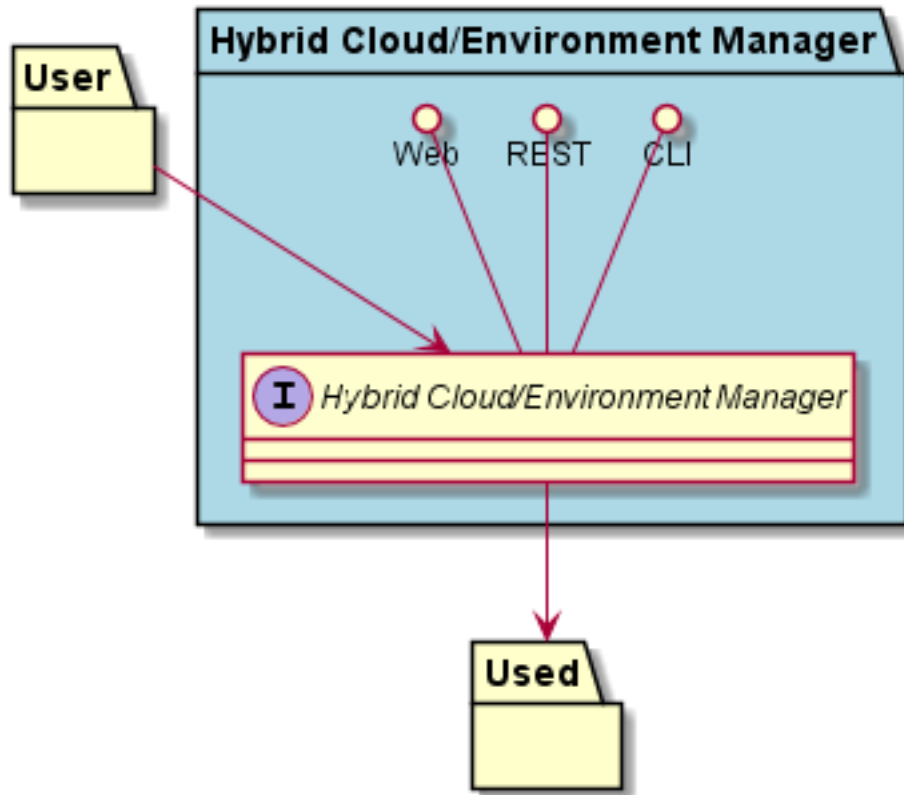 Hybrid Cloud/Environment Manager
User
Web
REST
CLI
I
Hybrid Cloud/Environment Manager
Used